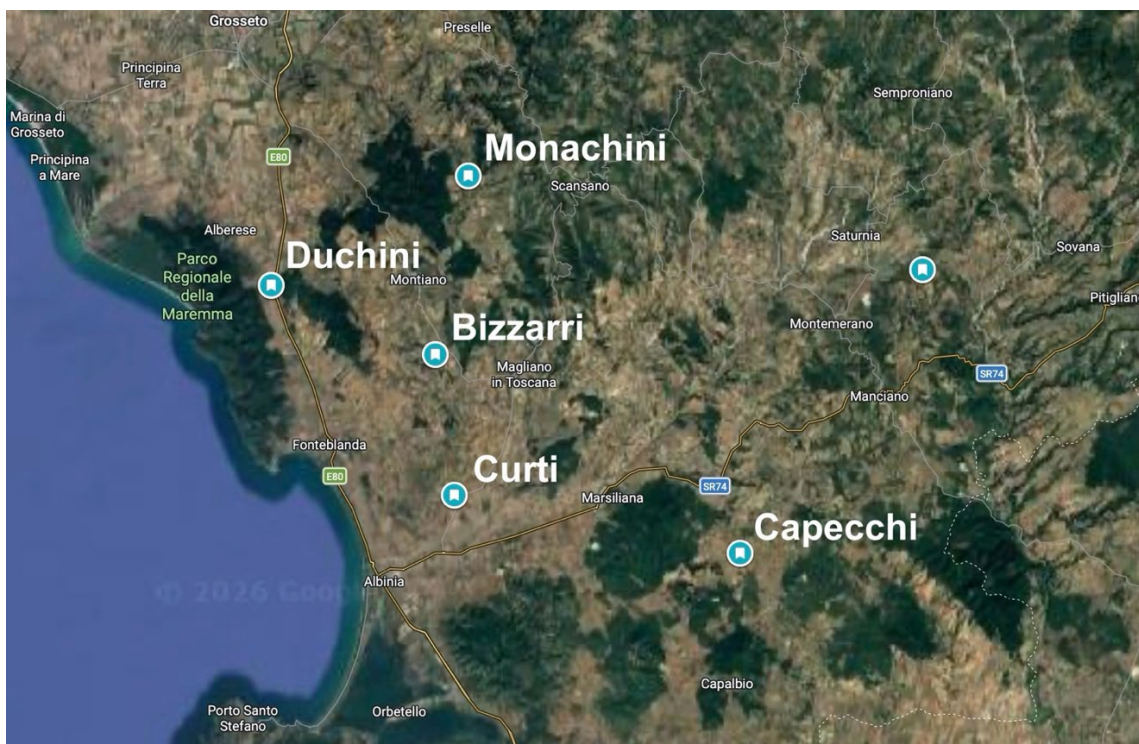 Grosseto
Preselle
Principina
Terra
Semproniano
Marina di
Grosseto
Monachini
E80
Principina
a Mare
Scansano
Alberese
Saturnia
Sovana
Duchini
Parco
Regionale
della
Maremma
Montiano
Pitigliano
Bizzarri
Montemerano
Magliano
in Toscana
SR74
Manciano
Fonteblanda
Curti
E80
SR74
Marsiliana
Capecchi
Albinia
© 2026 Goog
Capalbio
Porto Santo
Stefano
Orbetello